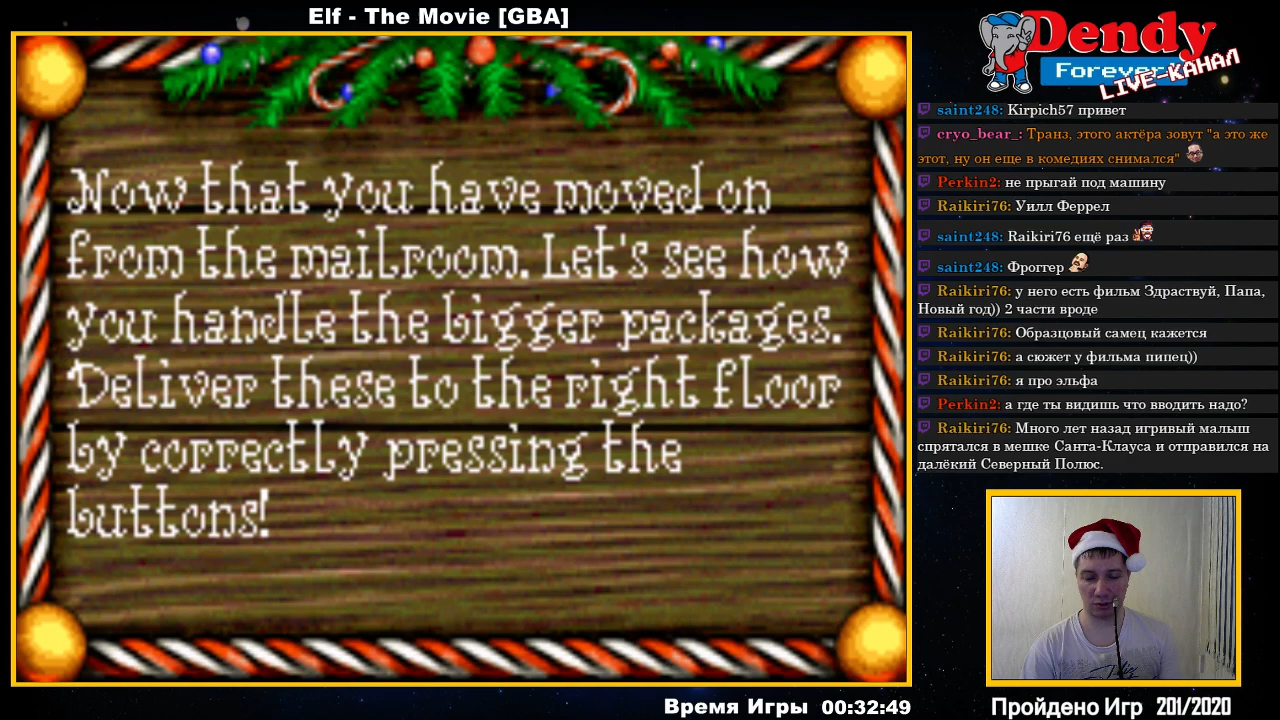 Elf - The Movie [GBA]
Now that you have moved on
from the mailroom. Let's see how
you handle the bigger packages.
Deliver these to the right floor
by correctly pressing the
buttons!
Dendy
Forever
LIVE-КАНАЛ
saint248: Kirpich57 привет
cryo_bear_: Транз, этого актёра зовут "а это же
этот, ну он еще в комедиях снимался"
Perkin2: не прыгай под машину
Raikiri76: Уилл Феррел
saint248: Raikiri76 ещё раз
saint248: Фроггер
Raikiri76: у него есть фильм Здраствуй, Папа,
Новый год)) 2 части вроде
Raikiri76: Образцовый самец кажется
Raikiri76: а сюжет у фильма пипец))
Raikiri76: я про эльфа
Perkin2: а где ты видишь что вводить надо?
Raikiri76: Много лет назад игривый малыш
спрятался в мешке Санта-Клауса и отправился на
далёкий Северный Полюс.
Время Игры 00:32:49
Пройдено Игр 201/2020